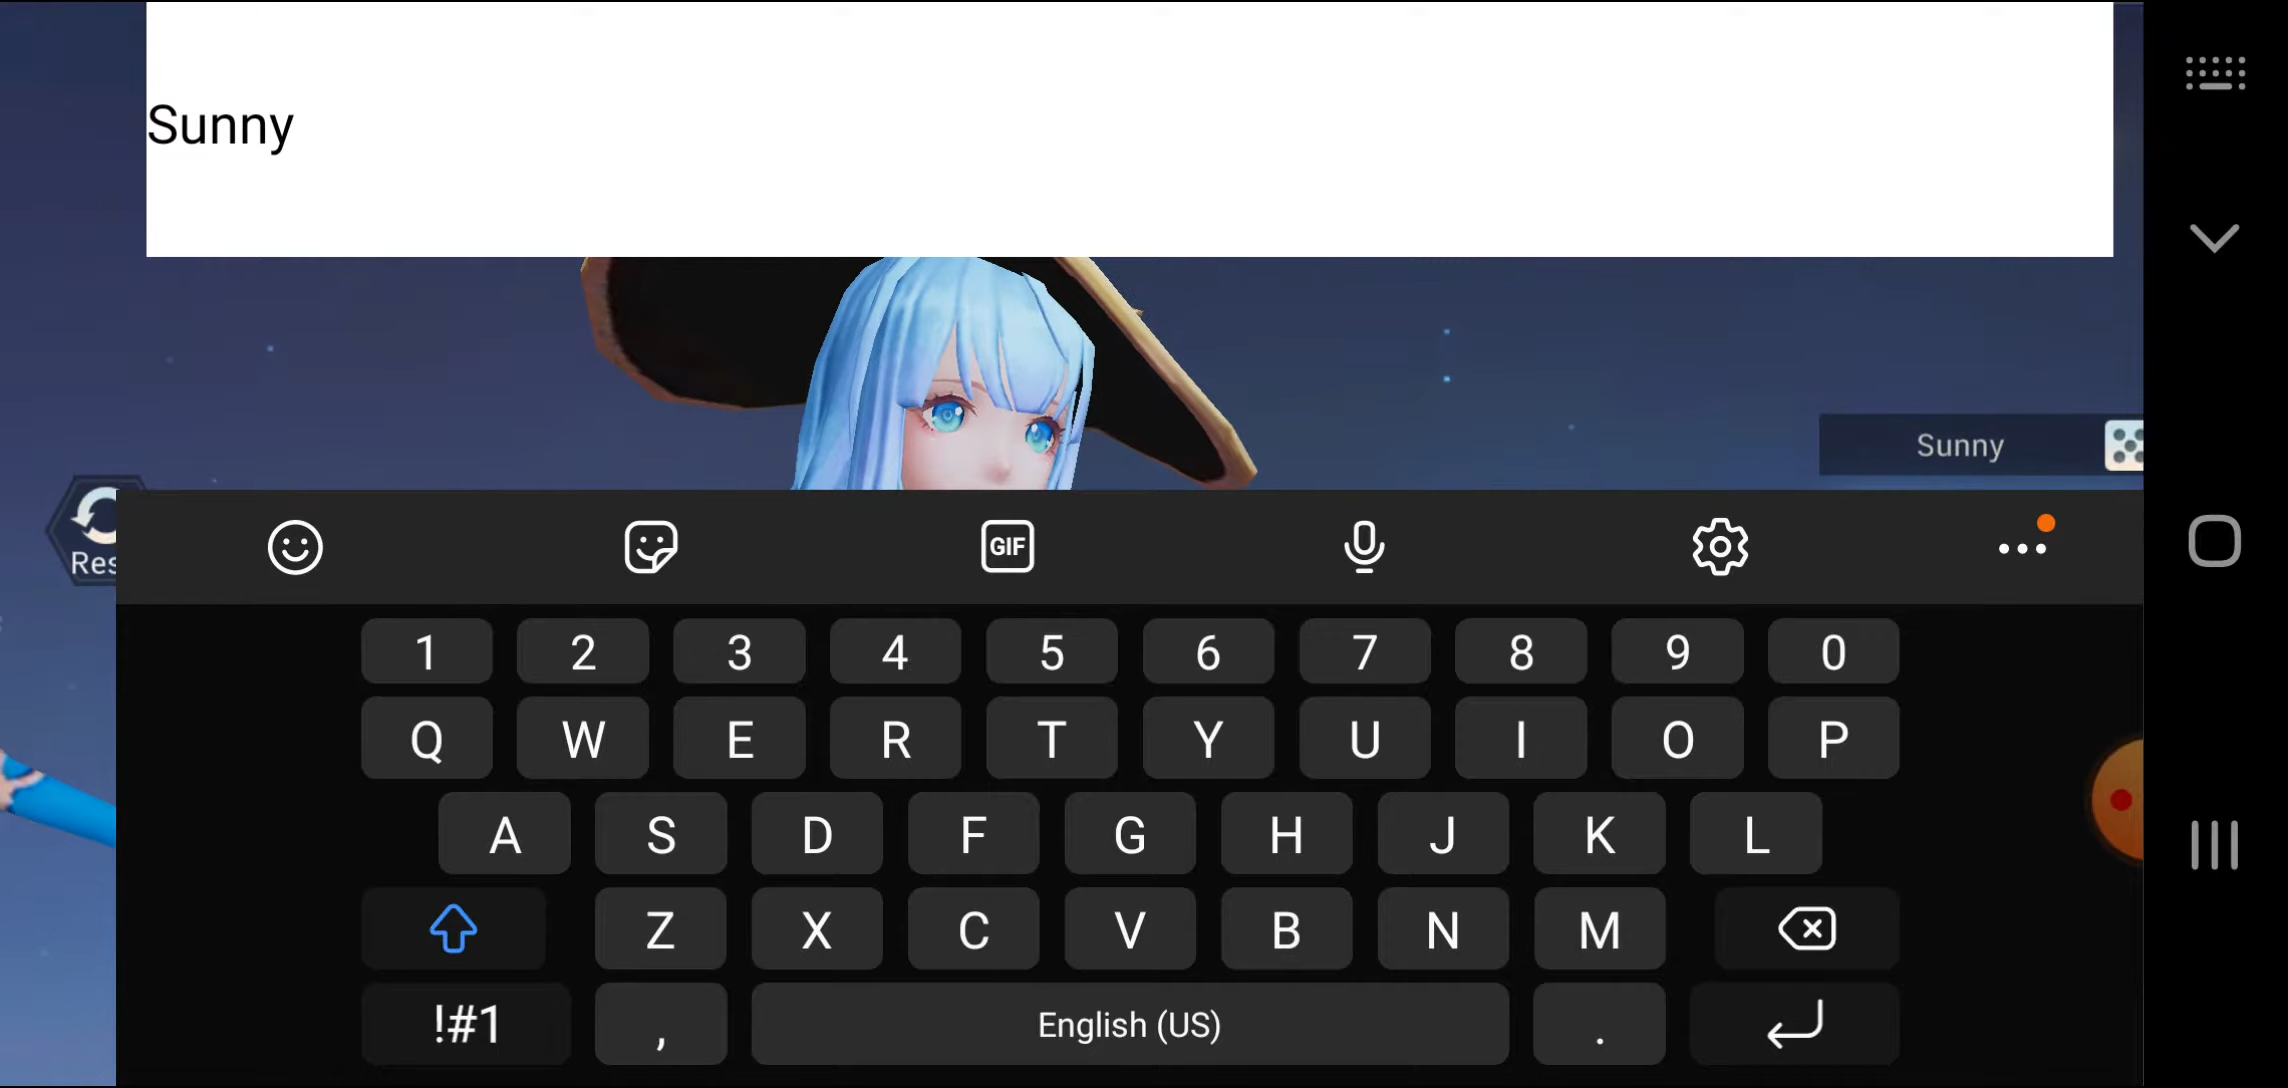 Sunny
Sunny
Res
GIF
1 2 3 4 5 6 7 8 9 0
Q W E R T Y U I O P
A S D F G H J K L
Z X C V B N M
!#1 , English (US) .